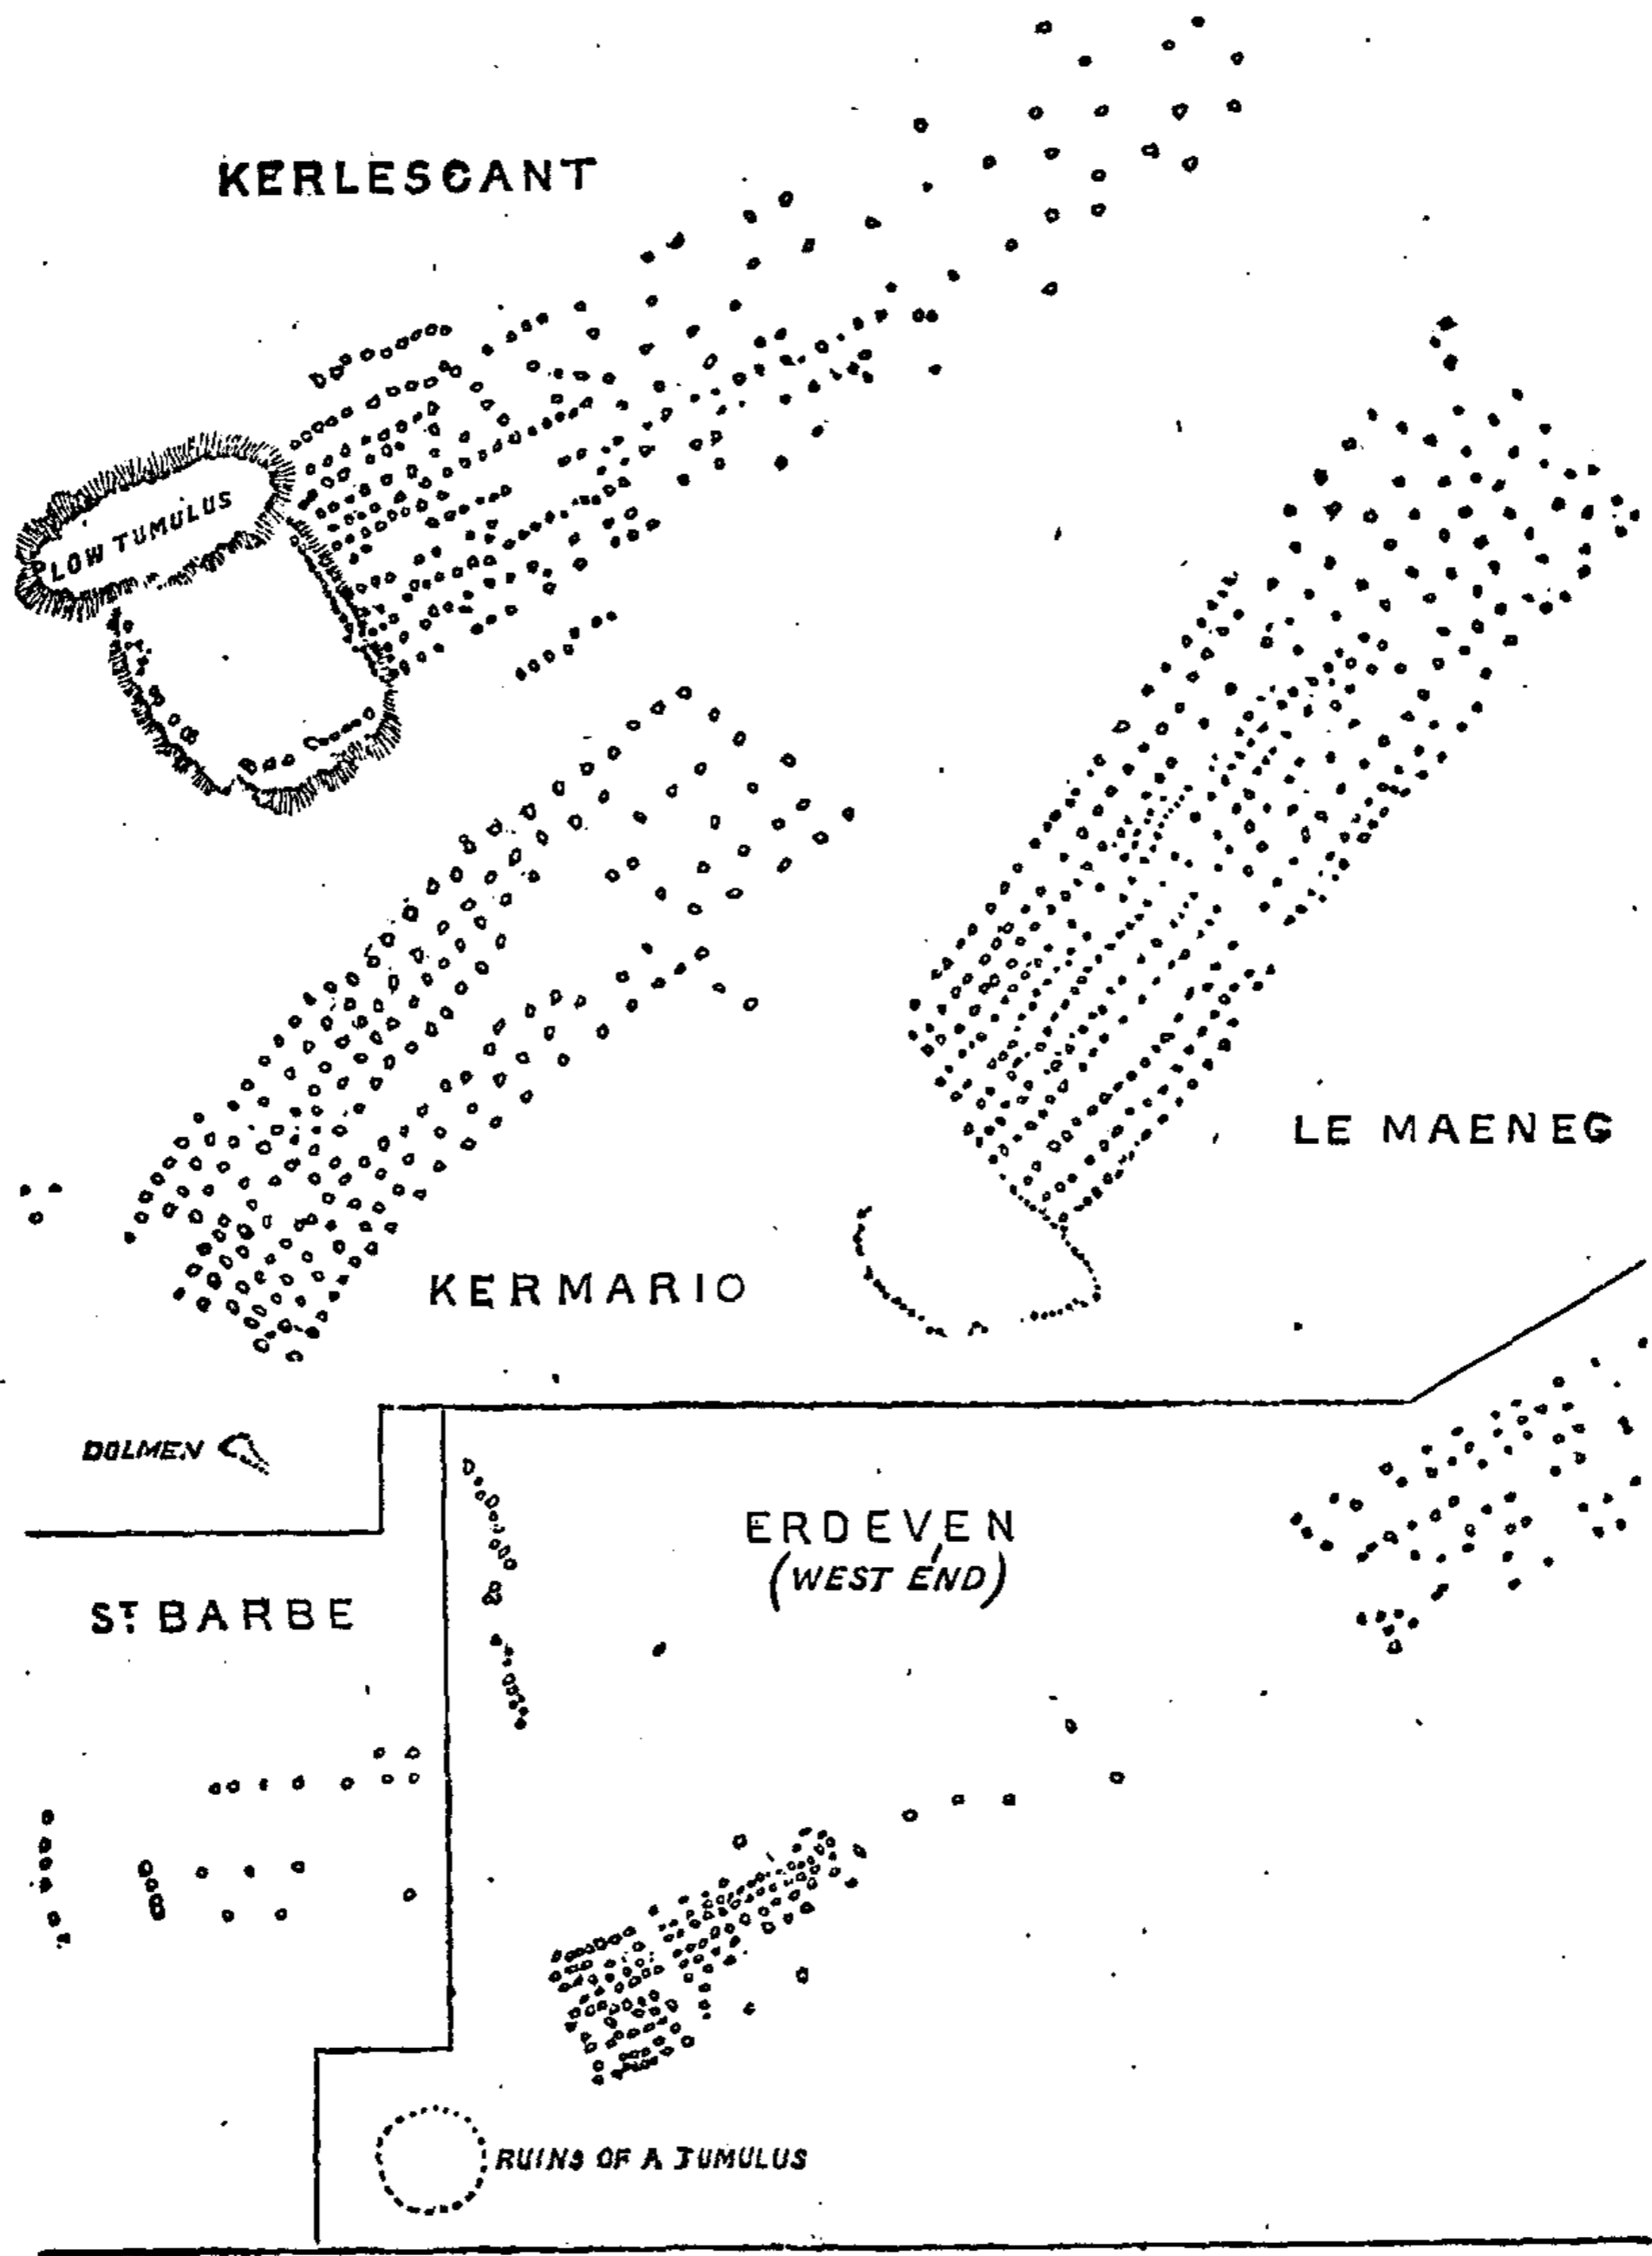 KERLESCANT
LOW TUMULUS
LE MAENEG
KERMARIO
DOLMEN
ERDEVEN
(WEST END)
ST BARBE
RUINS OF A TUMULUS